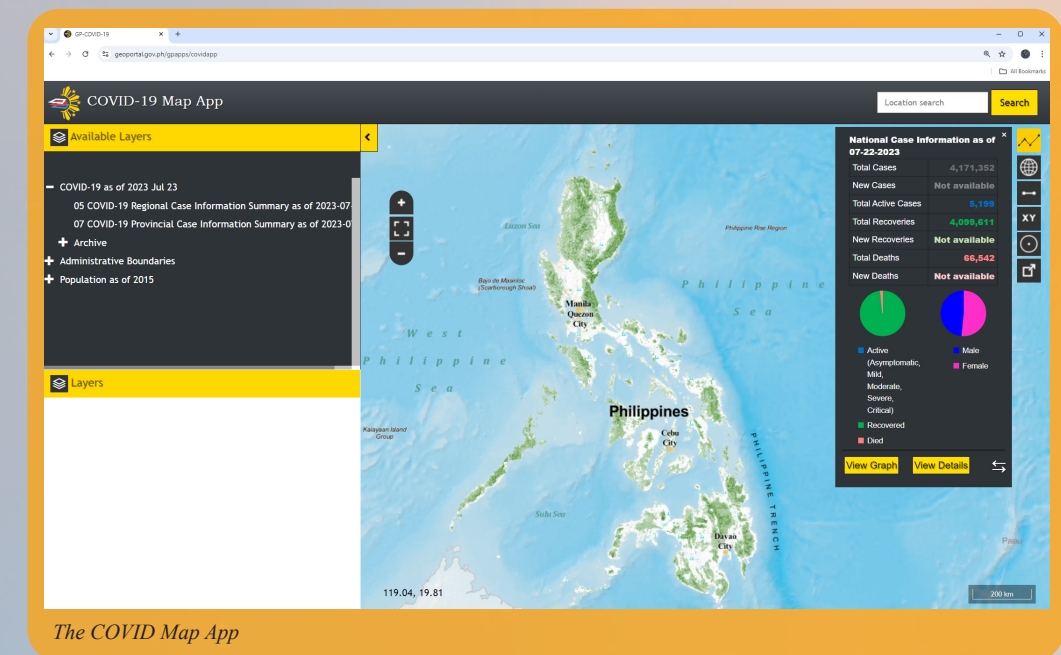 GP-COVID-19
geoportal.gov.ph/gpapps/covidapp
All Bookmarks
COVID-19 Map App
Location search
Search
Available Layers
COVID-19 as of 2023 Jul 23
05 COVID-19 Regional Case Information Summary as of 2023-07-
07 COVID-19 Provincial Case Information Summary as of 2023-0
Archive
Administrative Boundaries
Population as of 2015
Layers
Luzon Sea
Philippine Rise Region
Bajo de Masinloc
(Scarborough Shoal)
Philippine
Sea
Manila
Quezon
City
West
Philippine
Sea
Kalayaan Island
Group
Philippines
Cebu
City
PHILIPPINE TRENCH
Sulu Sea
Davao
City
Palau
119.04, 19.81
200 km
National Case Information as of
07-22-2023
Total Cases 4,171,352
New Cases Not available
Total Active Cases 5,199
Total Recoveries 4,099,611
New Recoveries Not available
Total Deaths 66,542
New Deaths Not available
Active
(Asymptomatic,
Mild,
Moderate,
Severe,
Critical)
Recovered
Died
Male
Female
View Graph
View Details
XY
The COVID Map App